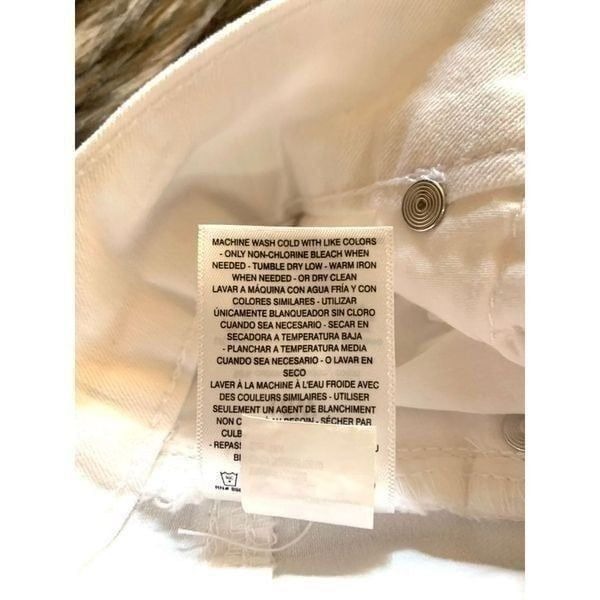 MACHINE WASH COLD WITH LIKE COLORS
- ONLY NON-CHLORINE BLEACH WHEN
NEEDED - TUMBLE DRY LOW - WARM IRON
WHEN NEEDED - OR DRY CLEAN
LAVAR A MÁQUINA CON AGUA FRÍA Y CON
COLORES SIMILARES - UTILIZAR
ÚNICAMENTE BLANQUEADOR SIN CLORO
CUANDO SEA NECESARIO - SECAR EN
SECADORA A TEMPERATURA BAJA
- PLANCHAR A TEMPERATURA MEDIA
CUANDO SEA NECESARIO - O LAVAR EN
SECO
LAVER À LA MACHINE À L'EAU FROIDE AVEC
DES COULEURS SIMILAIRES - UTILISER
SEULEMENT UN AGENT DE BLANCHIMENT
NON BESOIN - SÉCHER PAR
CULB
- REPASS U
BI